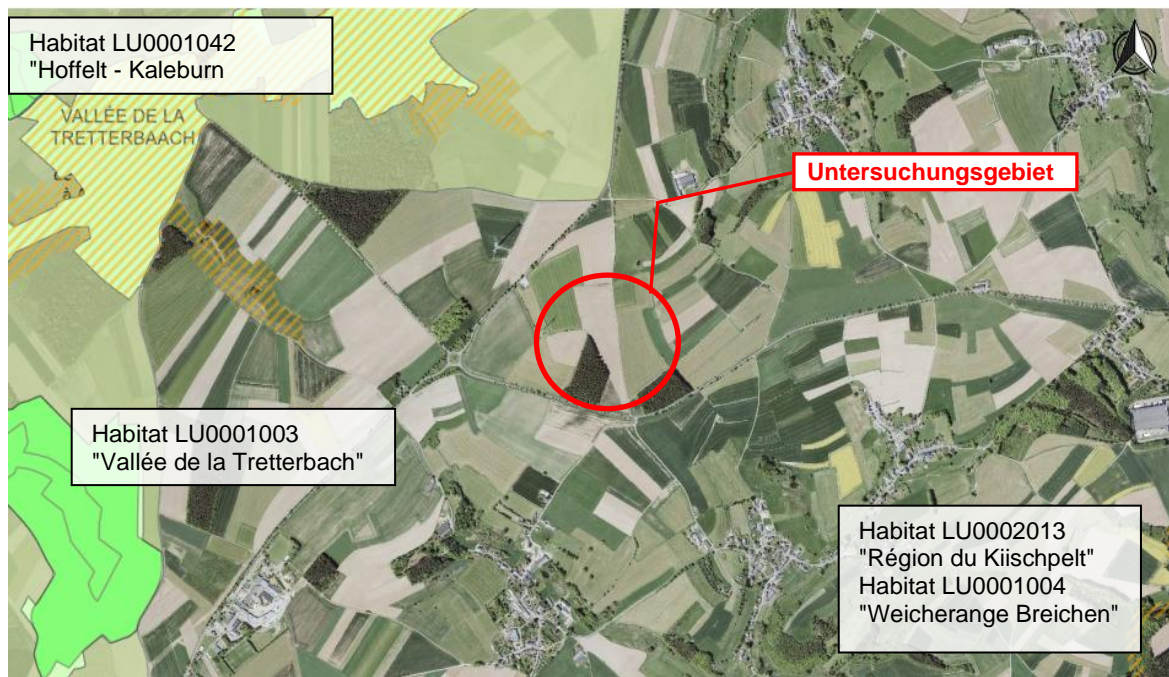 Habitat LU0001042
"Hoffelt - Kaleburn
VALLÉE DE LA
TRETTERBAACH
Untersuchungsgebiet
Habitat LU0001003
"Vallée de la Tretterbach"
Habitat LU0002013
"Région du Kiischpelt"
Habitat LU0001004
"Weicherange Breichen"